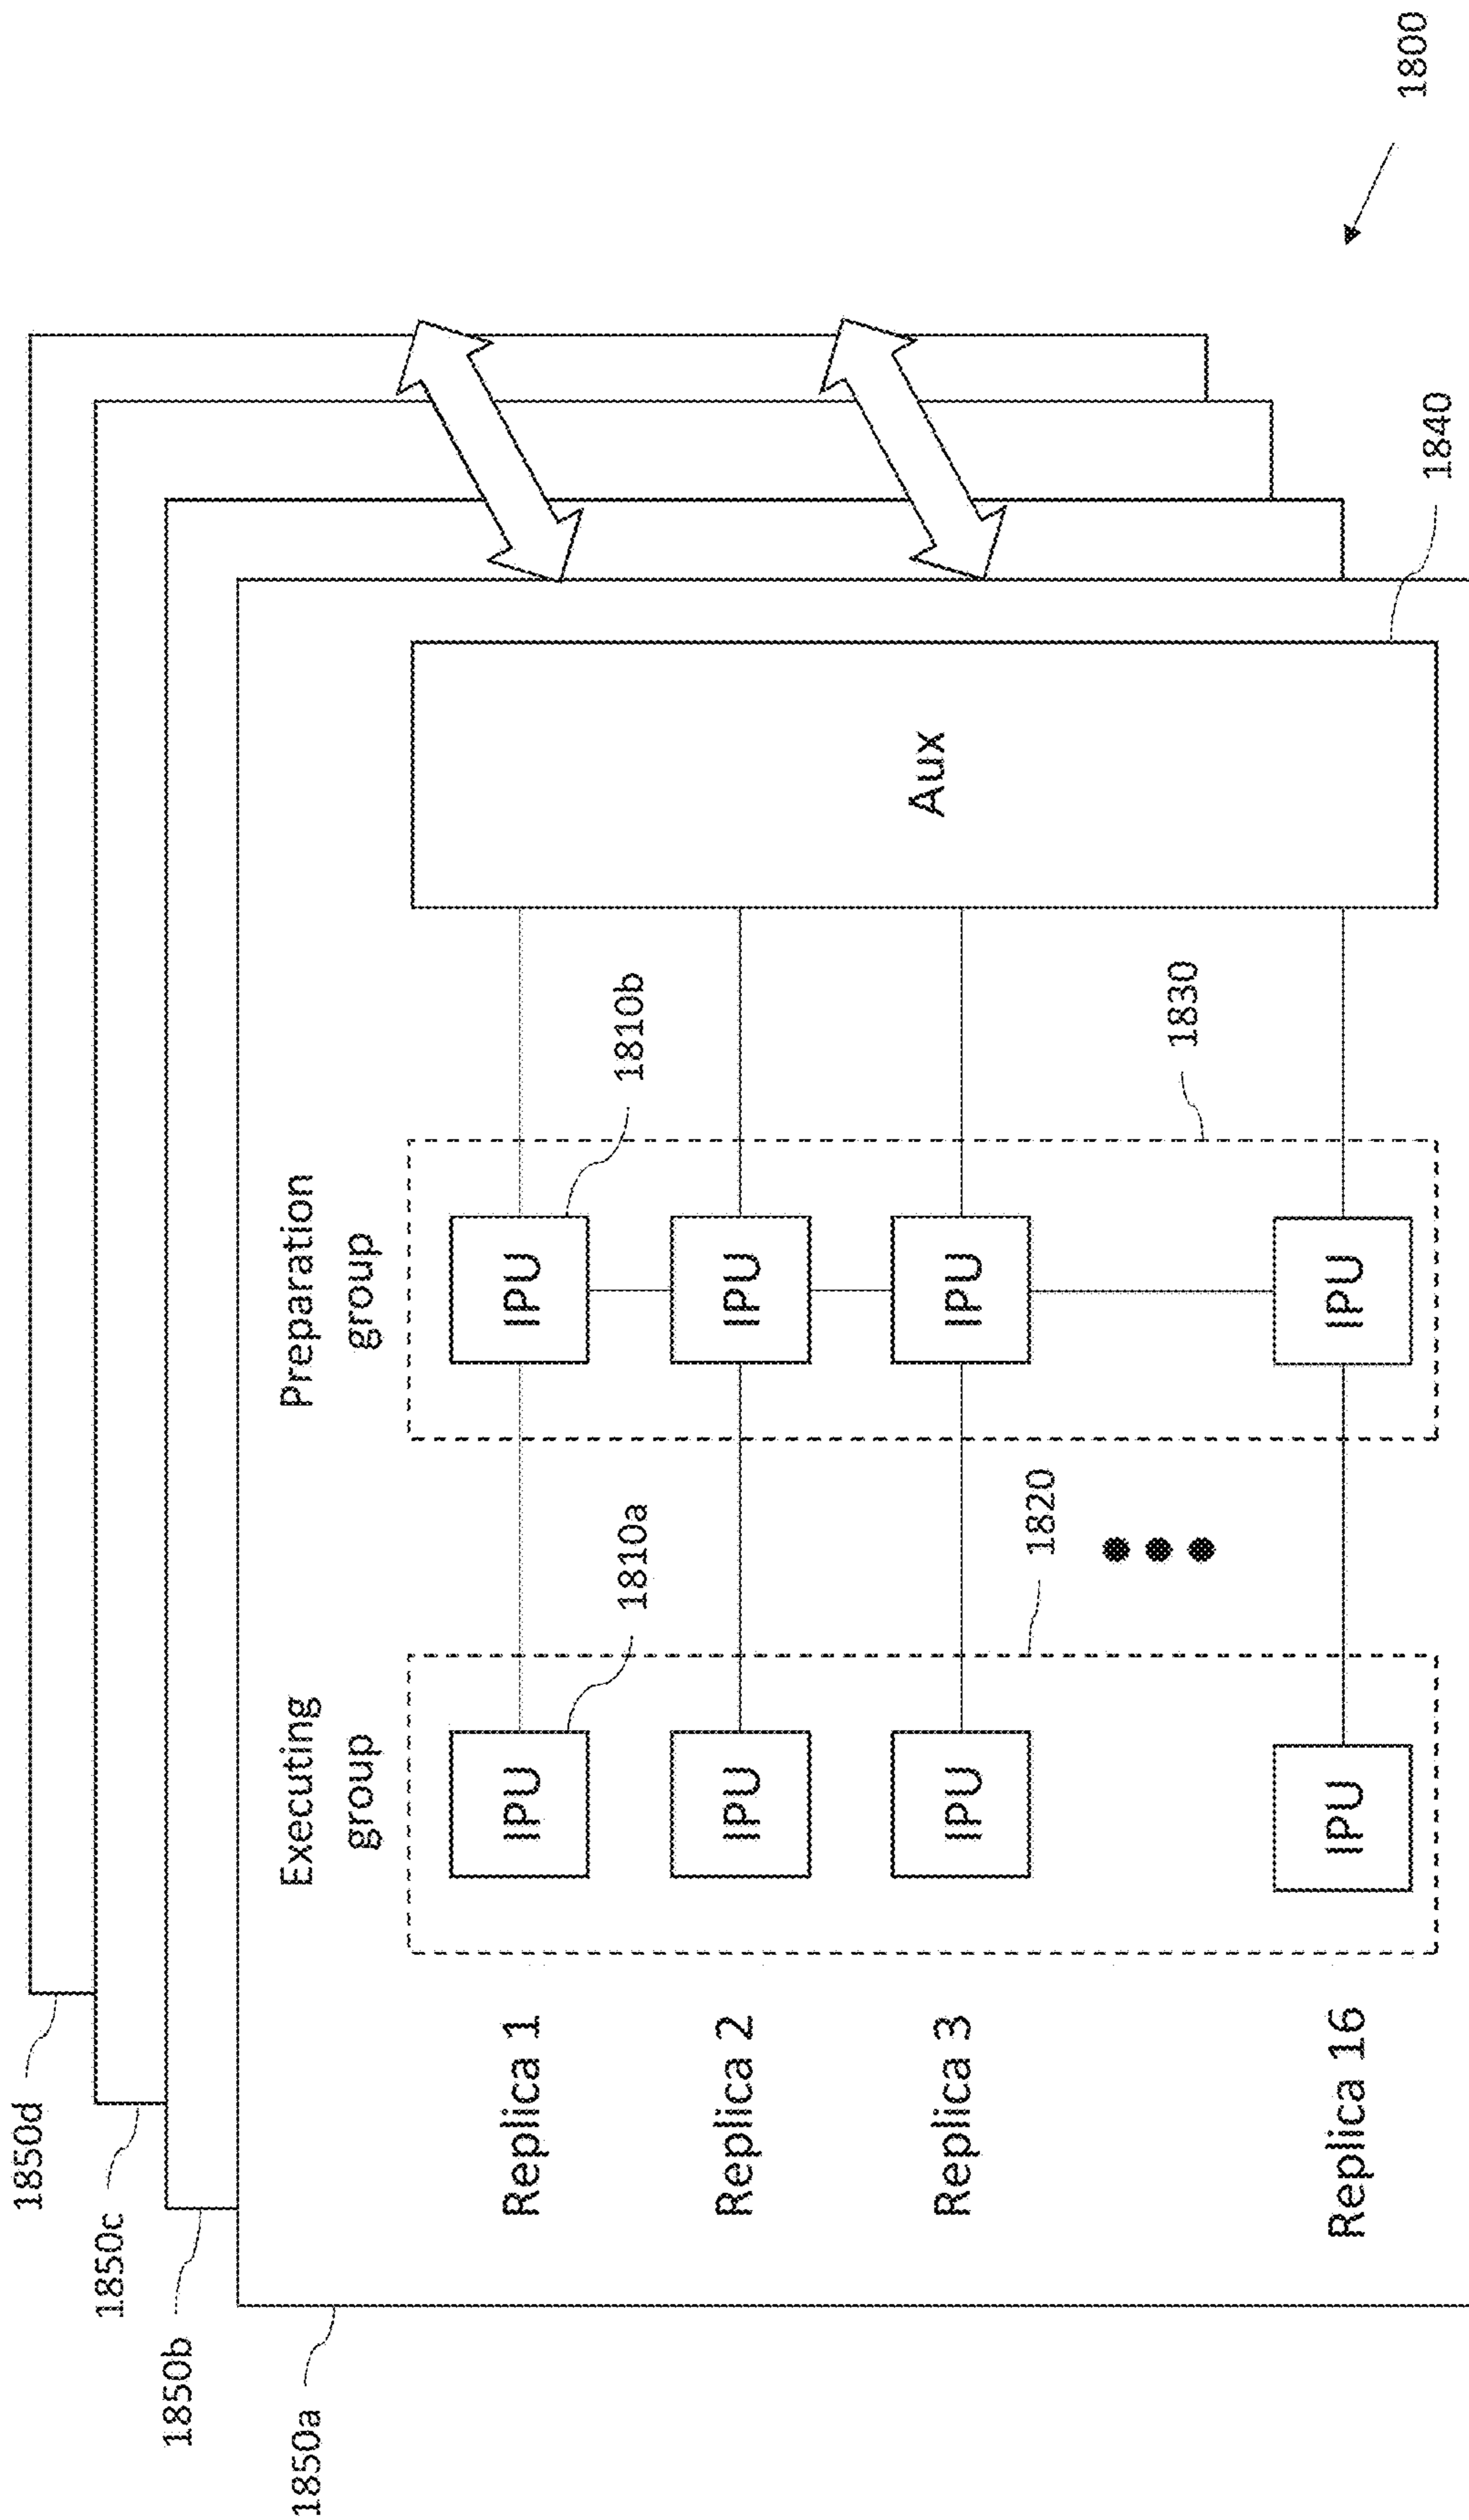 1850d
1850c
1850b
1850a
Executing
group
Preparation
group
Replica 1
IPU
IPU
1810a
1810b
Replica 2
IPU
IPU
Aux
Replica 3
IPU
IPU
1820
1830
Replica 16
IPU
IPU
1840
1800